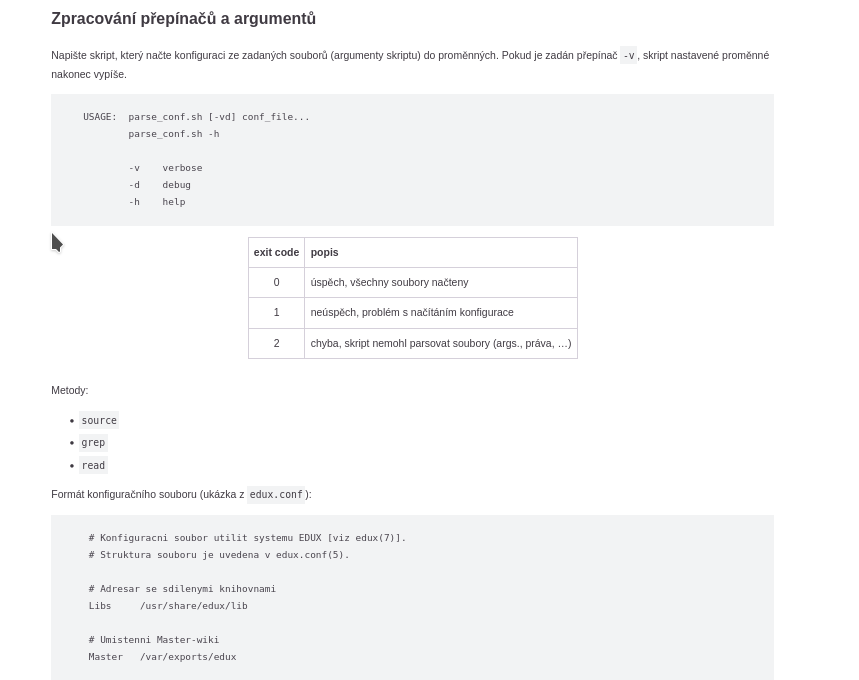 Zpracování přepínačů a argumentů
Napište skript, který načte konfiguraci ze zadaných souborů (argumenty skriptu) do proměnných. Pokud je zadán přepínač -v, skript nastavené proměnné
nakonec vypíše.
USAGE:  parse_conf.sh [-vd] conf_file...
        parse_conf.sh -h
        -v    verbose
        -d    debug
        -h    help
exit code popis
0 úspěch, všechny soubory načteny
1 neúspěch, problém s načítáním konfigurace
2 chyba, skript nemohl parsovat soubory (args., práva, …)
Metody:
• source
• grep
• read
Formát konfiguračního souboru (ukázka z edux.conf):
# Konfiguracni soubor utilit systemu EDUX [viz edux(7)].
# Struktura souboru je uvedena v edux.conf(5).
# Adresar se sdilenymi knihovnami
Libs     /usr/share/edux/lib
# Umistenni Master-wiki
Master   /var/exports/edux